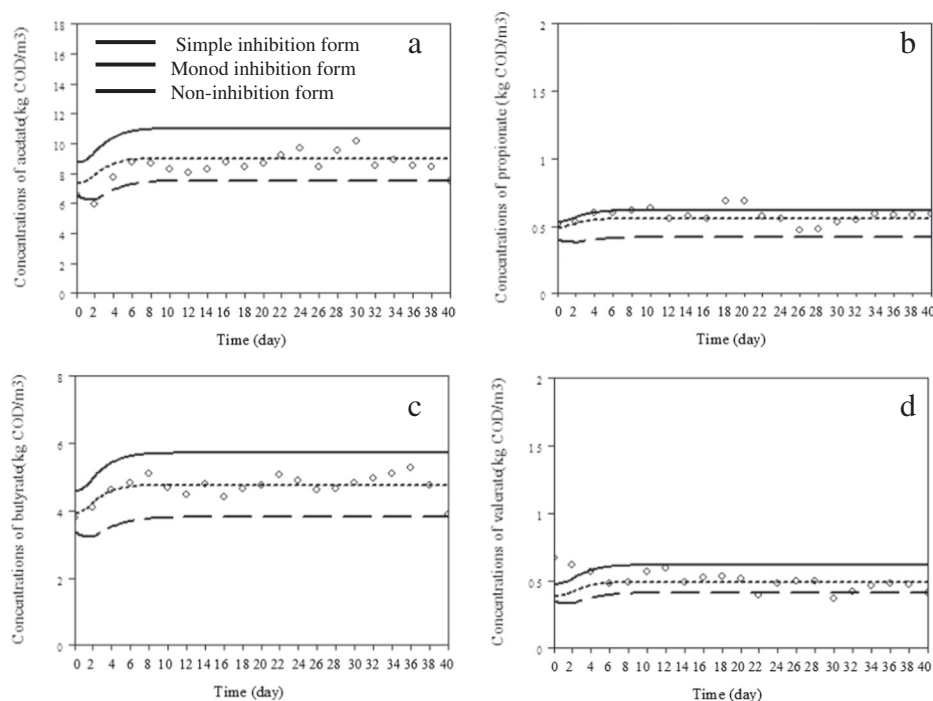 Concentrations of acetate(kg COD/m3)
18
16
14
12
10
8
6
4
2
0
a
Simple inhibition form
Monod inhibition form
Non-inhibition form
0 2 4 6 8 10 12 14 16 18 20 22 24 26 28 30 32 34 36 38 40
Time (day)
Concentrations of propionate (kg COD/m3)
2
1.5
1
0.5
0
b
0 2 4 6 8 10 12 14 16 18 20 22 24 26 28 30 32 34 36 38 40
Time (day)
Concentrations of butyrate(kg COD/m3)
8
6
4
2
0
c
0 2 4 6 8 10 12 14 16 18 20 22 24 26 28 30 32 34 36 38 40
Time (day)
Concentrations of valerate(kg COD/m3)
2
1.5
1
0.5
0
d
0 2 4 6 8 10 12 14 16 18 20 22 24 26 28 30 32 34 36 38 40
Time (day)